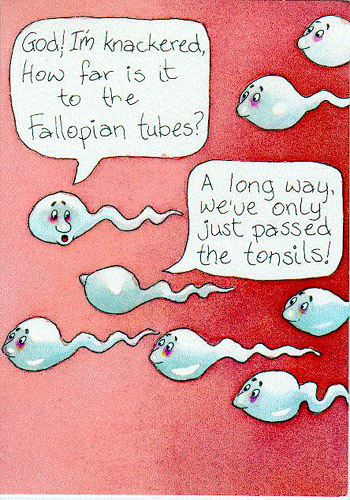 God! I'm knackered,
How far is it
to the
Fallopian tubes?
A long way,
we've only
just passed
the tonsils!